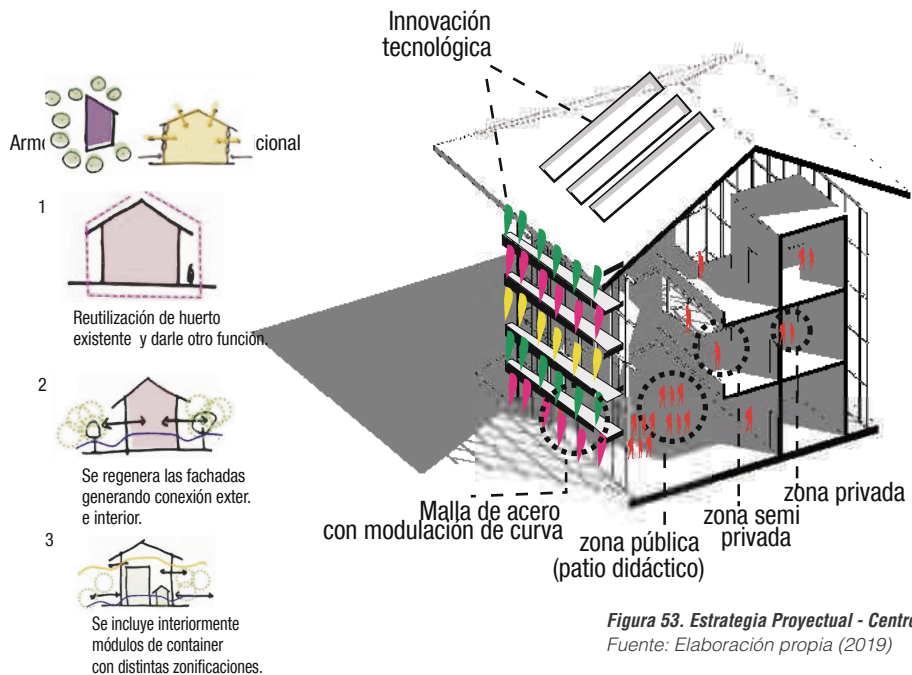 Innovación
tecnológica
cional
1
Reutilización de huerto
existente y darle otro función.
2
Se regenera las fachadas
generando conexión exter.
e interior.
3
Se incluye interiormente
módulos de container
con distintas zonificaciones.
Malla de acero
con modulación de curva
zona pública
(patio didáctico)
zona semi
privada
zona privada
Figura 53. Estrategia Proyectual - Centro
Fuente: Elaboración propia (2019)